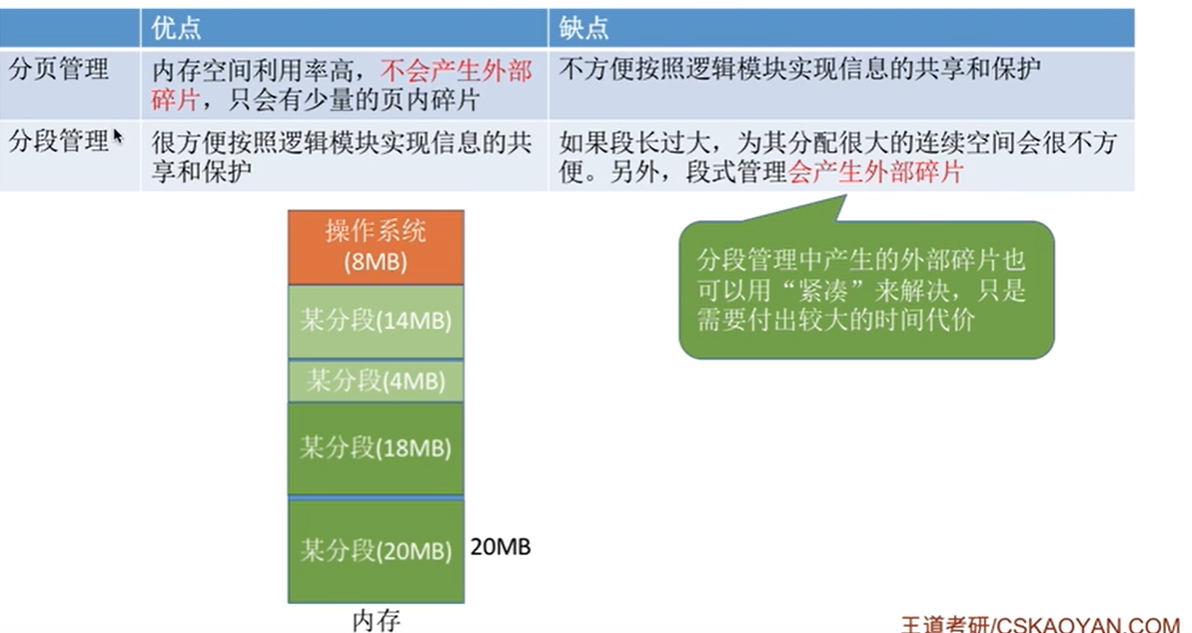 优点
缺点
分页管理
内存空间利用率高，不会产生外部
碎片，只会有少量的页内碎片
不方便按照逻辑模块实现信息的共享和保护
分段管理
很方便按照逻辑模块实现信息的共
享和保护
如果段长过大，为其分配很大的连续空间会很不方
便。另外，段式管理会产生外部碎片
操作系统
(8MB)
某分段(14MB)
某分段(4MB)
某分段(18MB)
某分段(20MB)
20MB
内存
分段管理中产生的外部碎片也
可以用“紧凑”来解决，只是
需要付出较大的时间代价
王道考研/CSKAOYAN.COM